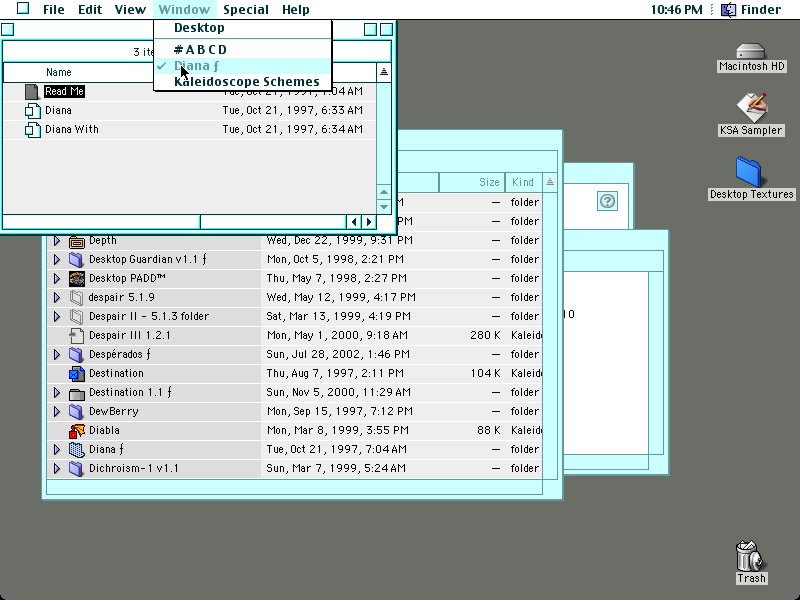 File Edit View Window Special Help 10:46 PM Finder
Desktop
#ABCD
✓ Diana ƒ
Kaleidoscope Schemes
3 ite
Name
Read Me Tue, Oct 21, 1997, 7:04 AM
Diana Tue, Oct 21, 1997, 6:33 AM
Diana With Tue, Oct 21, 1997, 6:34 AM
Macintosh HD
KSA Sampler
Desktop Textures
Size Kind
M — folder
PM — folder
Depth Wed, Dec 22, 1999, 9:31 PM — folder
Desktop Guardian v1.1 ƒ Mon, Oct 5, 1998, 2:21 PM — folder
Desktop PADD™ Thu, May 7, 1998, 2:27 PM — folder
despair 5.1.9 Wed, May 12, 1999, 4:17 PM — folder
Despair II - 5.1.3 folder Sat, Mar 13, 1999, 4:19 PM — folder
Despair III 1.2.1 Mon, May 1, 2000, 9:18 AM 280 K Kaleid
Despérados ƒ Sun, Jul 28, 2002, 1:46 PM — folder
Destination Thu, Aug 7, 1997, 2:11 PM 104 K Kaleid
Destination 1.1 ƒ Sun, Nov 5, 2000, 11:29 AM — folder
DewBerry Mon, Sep 15, 1997, 7:12 PM — folder
Diabla Mon, Mar 8, 1999, 3:55 PM 88 K Kaleid
Diana ƒ Tue, Oct 21, 1997, 7:04 AM — folder
Dichroism-1 v1.1 Sun, Mar 7, 1999, 5:24 AM — folder
?
10
Trash